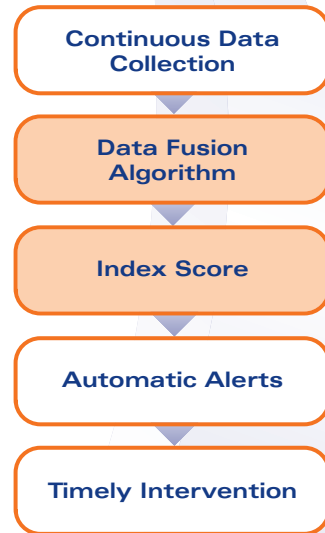 Continuous Data
Collection
Data Fusion
Algorithm
Index Score
Automatic Alerts
Timely Intervention